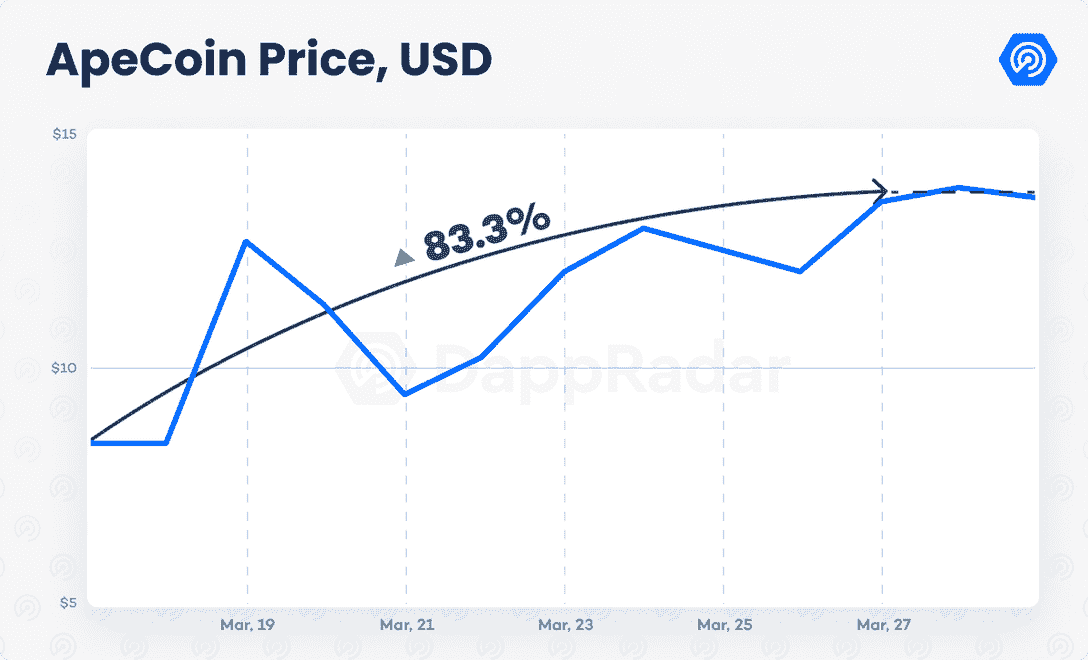 ApeCoin Price, USD
$15
▲ 83.3%
$10
DappRadar
$5
Mar, 19 Mar, 21 Mar, 23 Mar, 25 Mar, 27